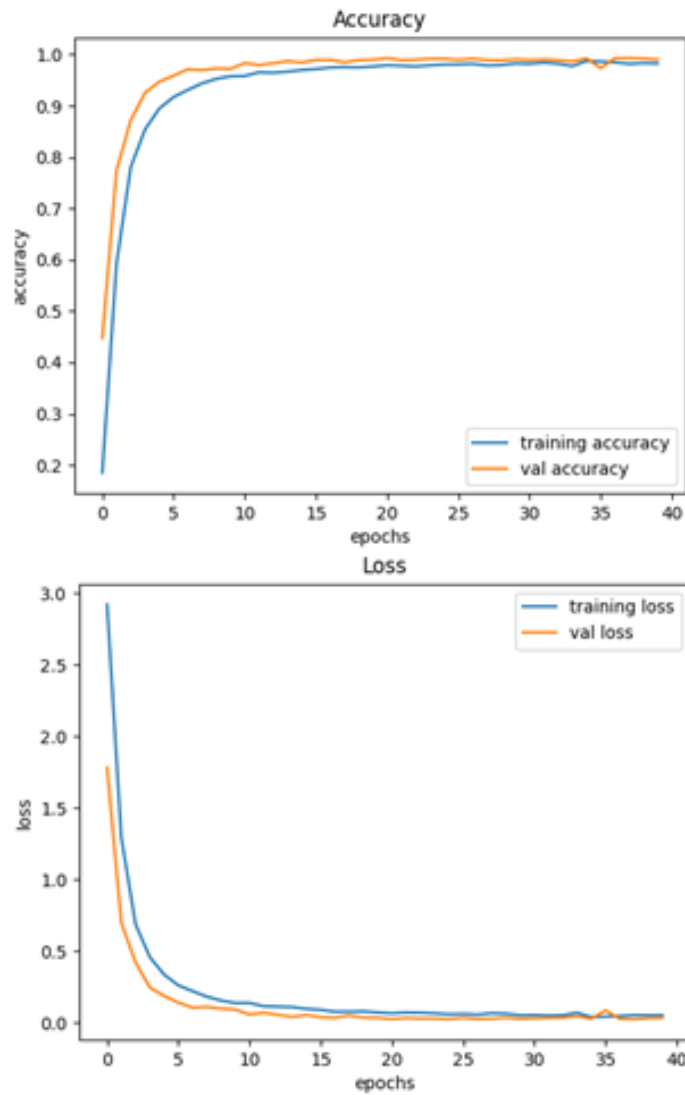 Accuracy
1.0
0.9
0.8
0.7
0.6
0.5
0.4
0.3
0.2
accuracy
training accuracy
val accuracy
0 5 10 15 20 25 30 35 40
epochs
Loss
3.0
2.5
2.0
1.5
1.0
0.5
0.0
loss
training loss
val loss
0 5 10 15 20 25 30 35 40
epochs